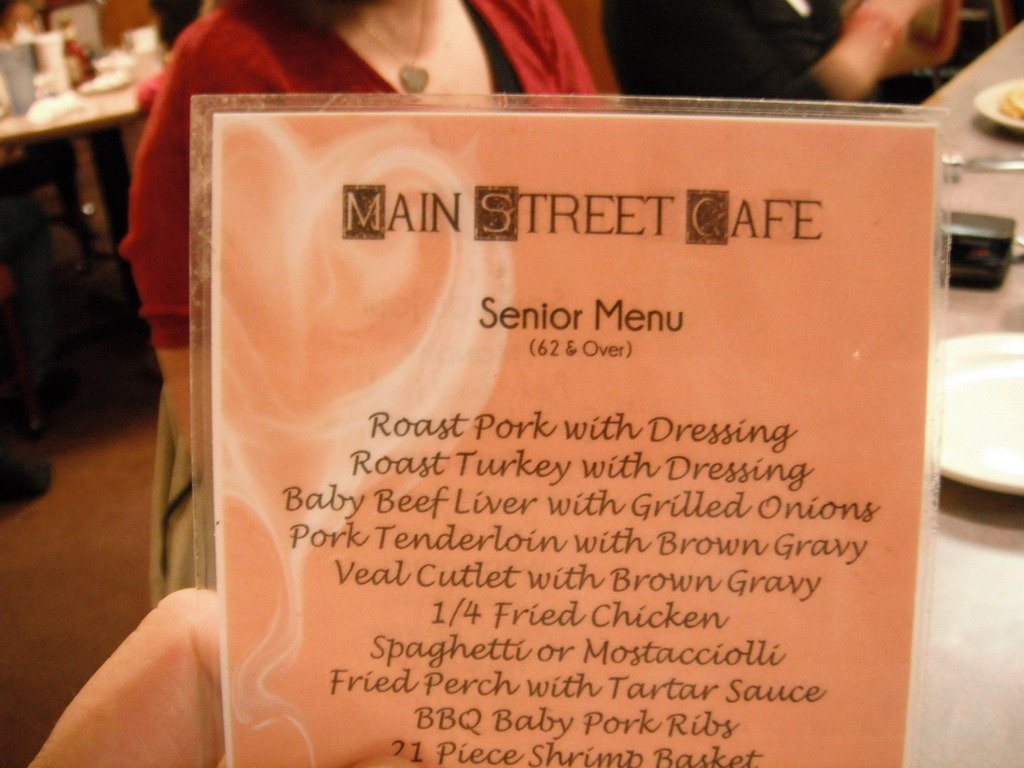 MAIN STREET CAFE
Senior Menu
(62 & Over)
Roast Pork with Dressing
Roast Turkey with Dressing
Baby Beef Liver with Grilled Onions
Pork Tenderloin with Brown Gravy
Veal Cutlet with Brown Gravy
1/4 Fried Chicken
Spaghetti or Mostacciolli
Fried Perch with Tartar Sauce
BBQ Baby Pork Ribs
21 Piece Shrimp Basket